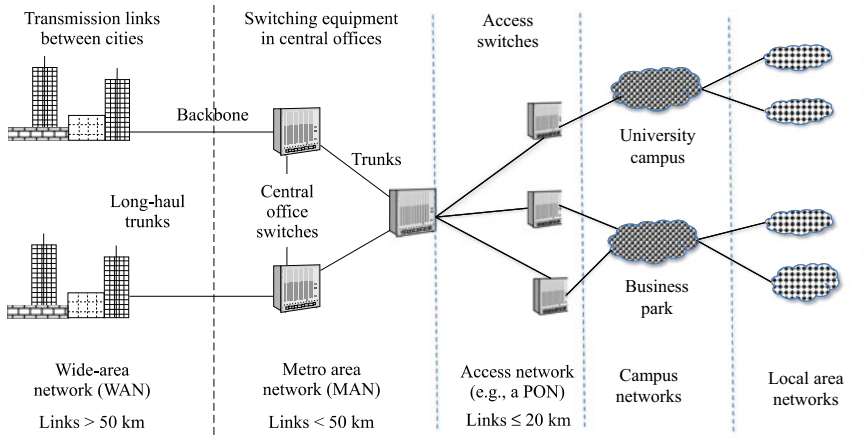 Transmission links
between cities
Switching equipment
in central offices
Access
switches
Backbone
Trunks
University
campus
Long-haul
trunks
Central
office
switches
Business
park
Wide-area
network (WAN)
Links > 50 km
Metro area
network (MAN)
Links < 50 km
Access network
(e.g., a PON)
Links ≤ 20 km
Campus
networks
Local area
networks